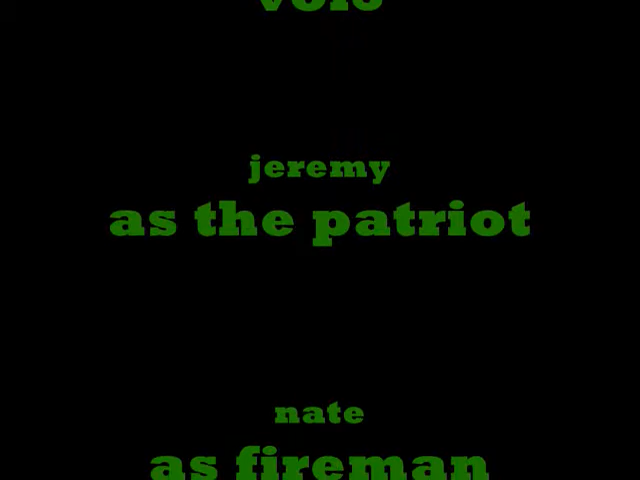 jeremy
as the patriot
nate
as fireman